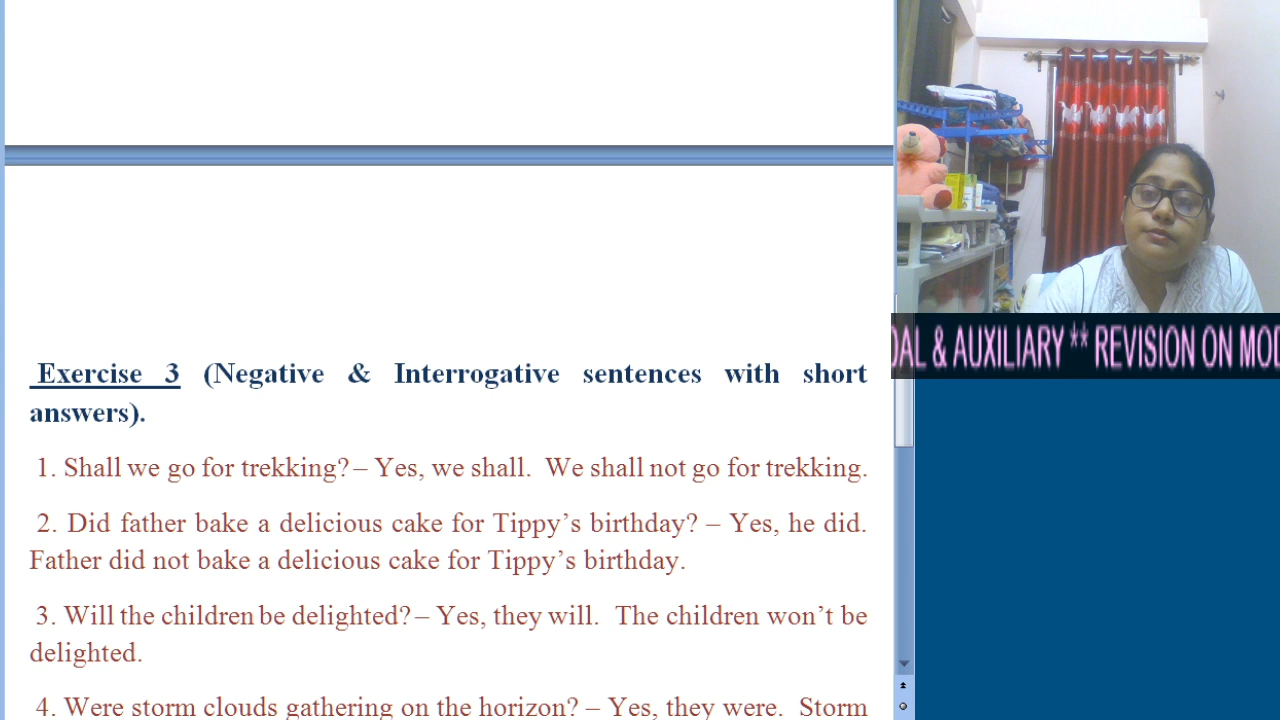 Exercise 3 (Negative & Interrogative sentences with short
answers).
1. Shall we go for trekking? – Yes, we shall. We shall not go for trekking.
2. Did father bake a delicious cake for Tippy’s birthday? – Yes, he did.
Father did not bake a delicious cake for Tippy’s birthday.
3. Will the children be delighted? – Yes, they will. The children won’t be
delighted.
4. Were storm clouds gathering on the horizon? – Yes, they were. Storm
DAL & AUXILIARY ** REVISION ON MOD